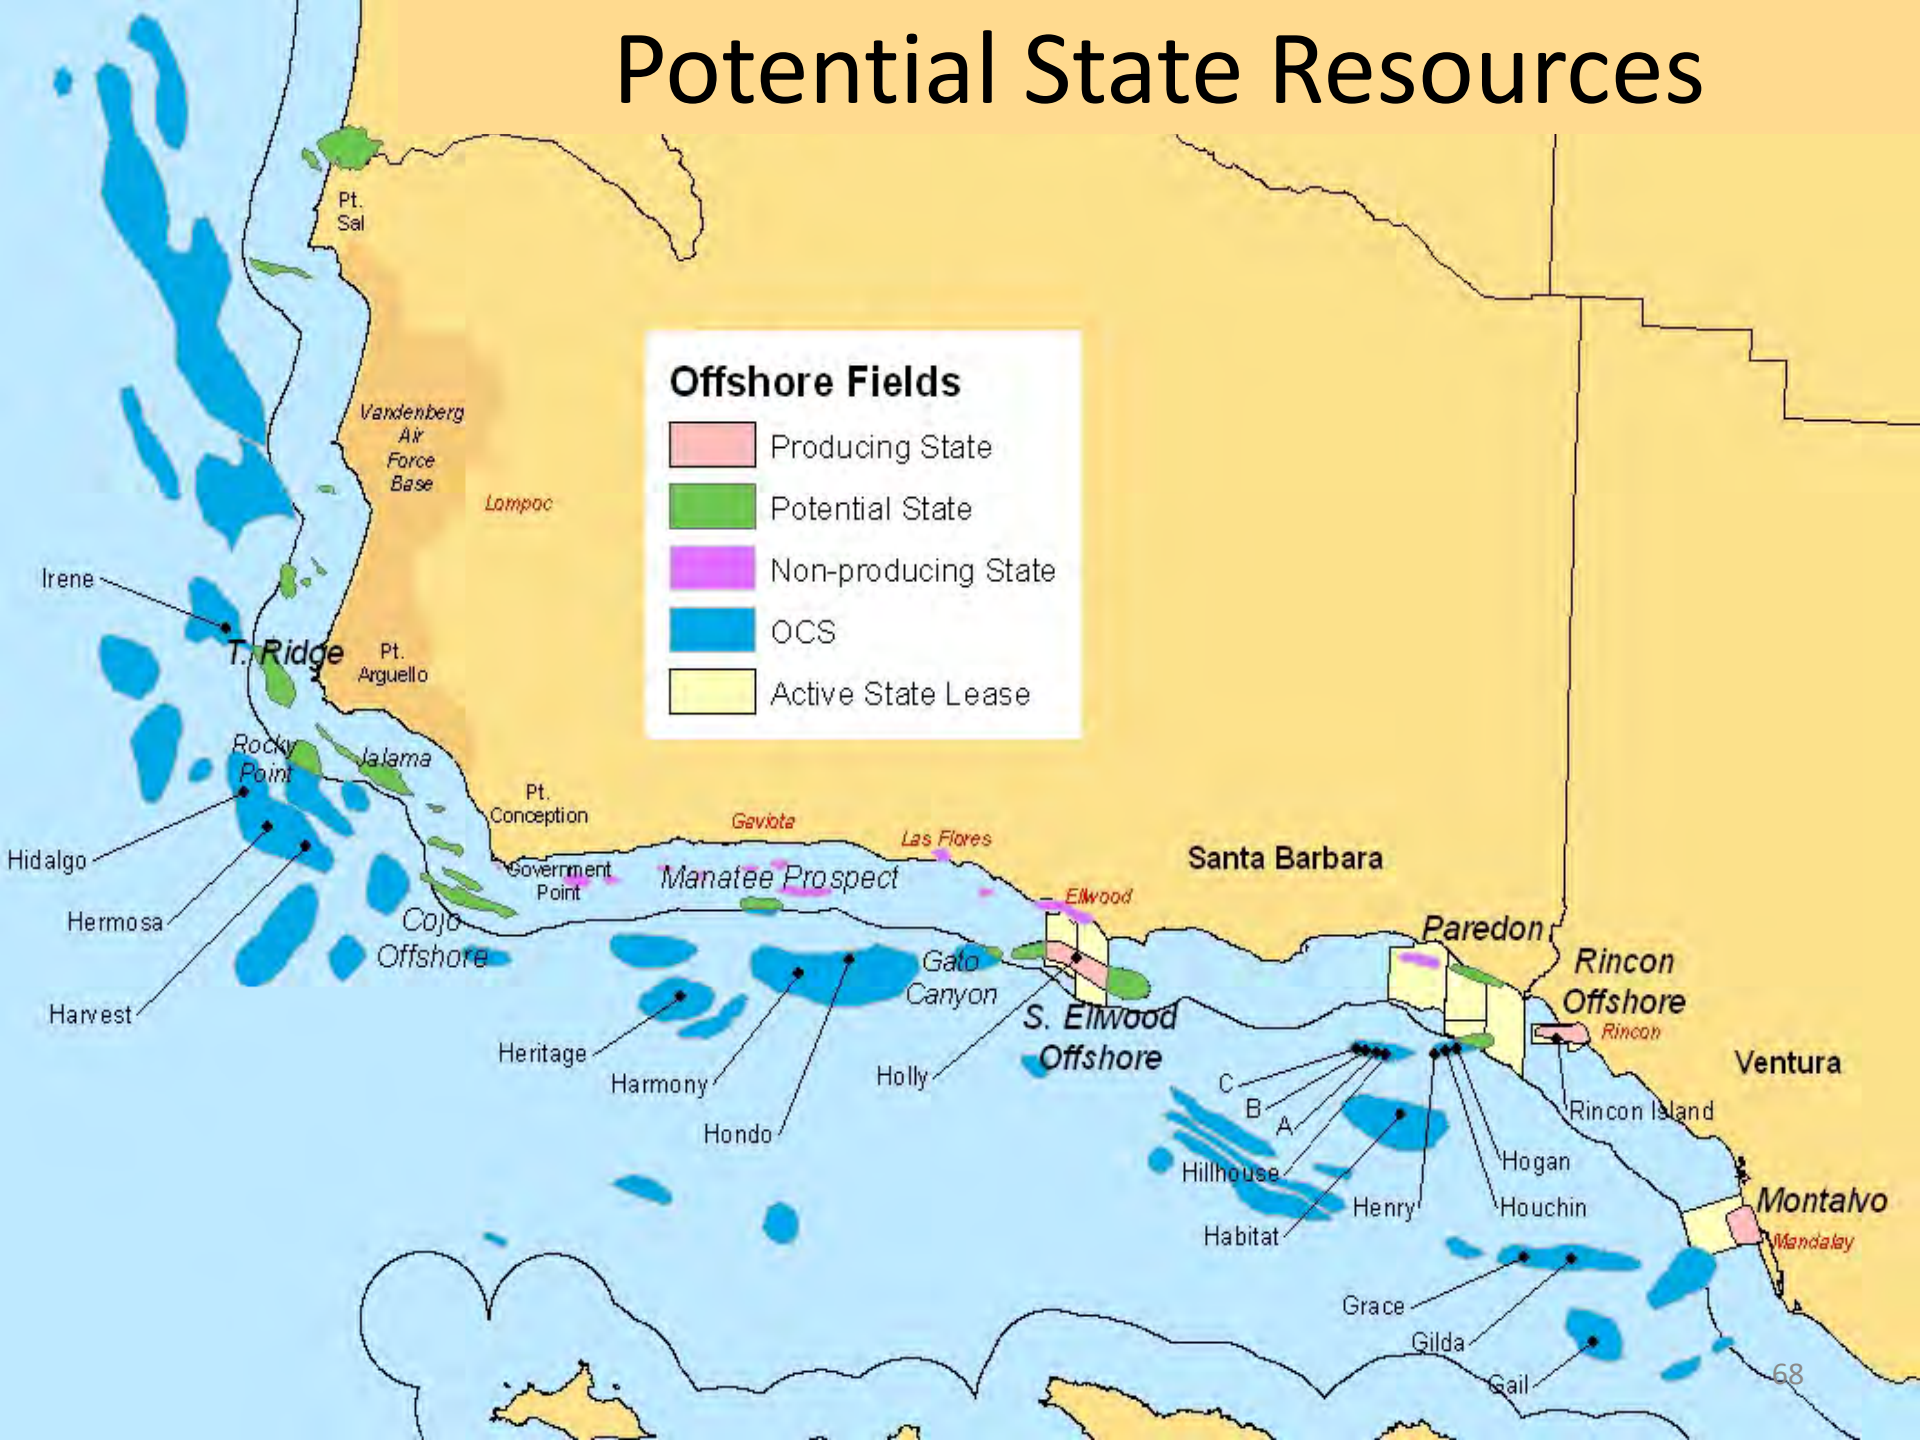 Potential State Resources
Pt.
Sal
Offshore Fields
Producing State
Potential State
Non-producing State
OCS
Active State Lease
Vandenberg
Air
Force
Base
Lompoc
Irene
T. Ridge
Pt.
Arguello
Rocky
Point
Jalama
Pt.
Conception
Gaviota
Las Flores
Santa Barbara
Hidalgo
Government
Point
Manatee Prospect
Ellwood
Hermosa
Cojo
Offshore
Paredon
Gato
Canyon
Rincon
Offshore
Rincon
Harvest
S. Ellwood
Offshore
Heritage
Harmony
Holly
Ventura
Hondo
C
B
A
Rincon Island
Hillhouse
Hogan
Henry
Houchin
Habitat
Montalvo
Mandalay
Grace
Gilda
Gail
68